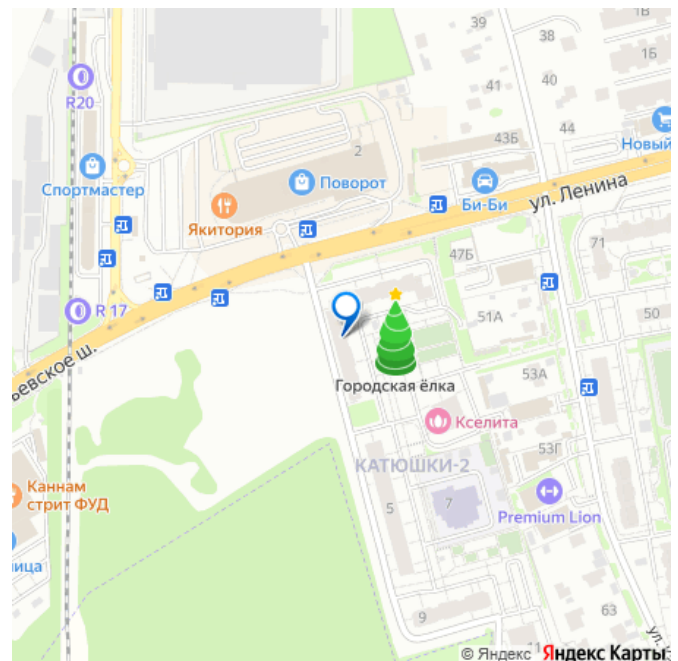 39
38
1Б
R20
41
40
2
43Б
44
Новый
Спортмастер
Поворот
Би-Би
ул. Ленина
Якитория
47Б
71
R 17
51А
50
ьевское ш.
Городская ёлка
53А
Кселита
53Г
КАТЮШКИ-2
Каннам
стрит ФУД
5
7
Premium Lion
ица
9
63
ул.
11
© Яндекс Яндекс Карты